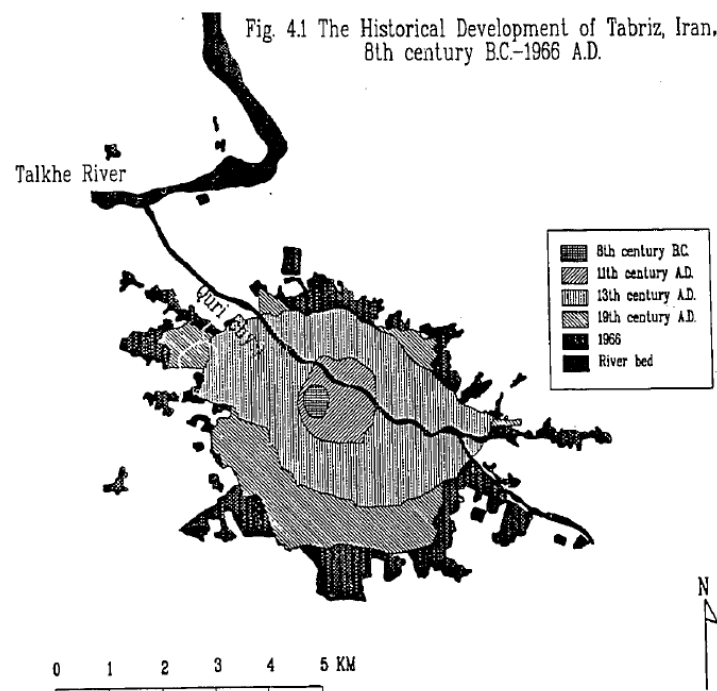 Fig. 4.1 The Historical Development of Tabriz, Iran,
8th century B.C.-1966 A.D.
Talkhe River
Quri
8th century B.C.
11th century A.D.
13th century A.D.
19th century A.D.
1966
River bed
N
0 1 2 3 4 5 KM